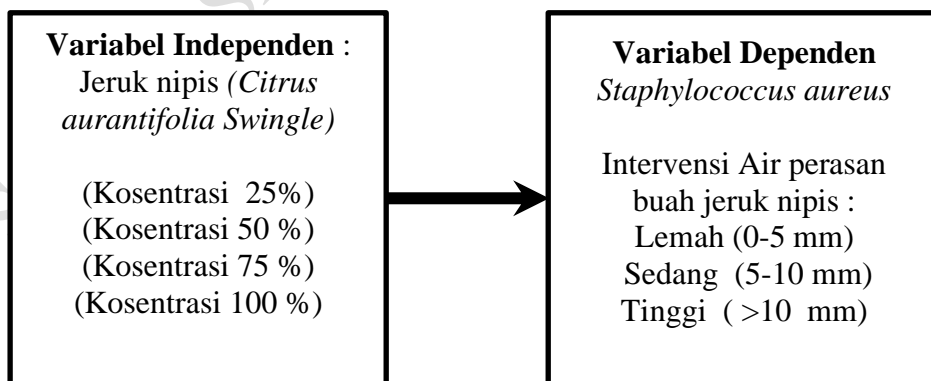 Variabel Independen :
Jeruk nipis (Citrus
aurantifolia Swingle)
(Kosentrasi 25%)
(Kosentrasi 50 %)
(Kosentrasi 75 %)
(Kosentrasi 100 %)
Variabel Dependen
Staphylococcus aureus
Intervensi Air perasan
buah jeruk nipis :
Lemah (0-5 mm)
Sedang (5-10 mm)
Tinggi ( >10 mm)